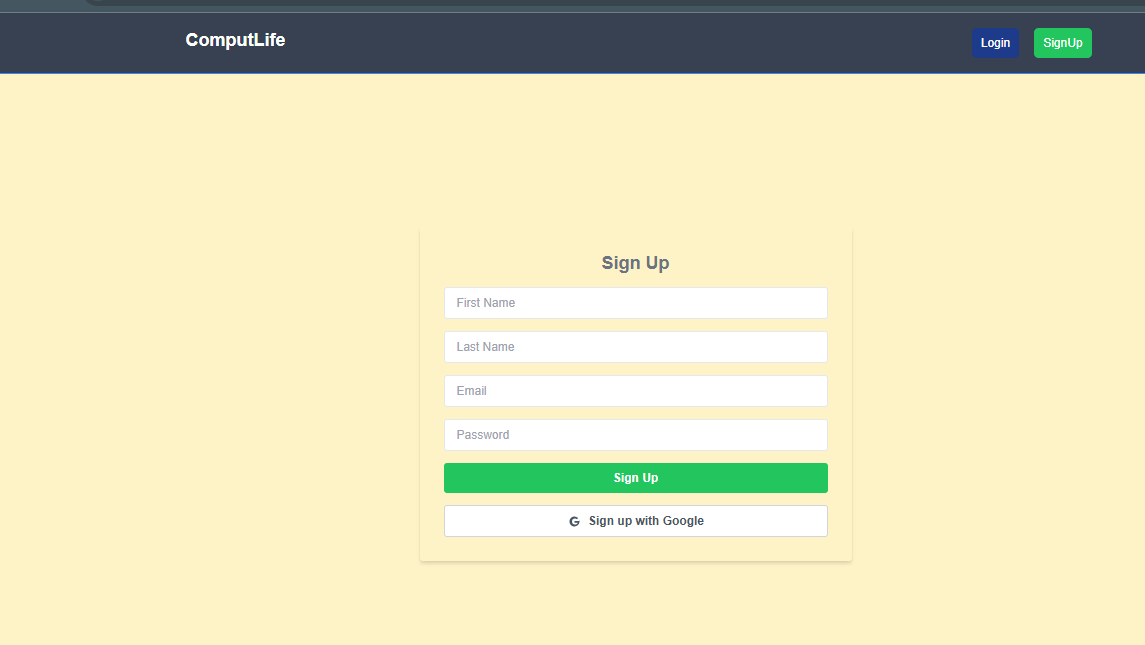 ComputLife
Login
SignUp
Sign Up
First Name
Last Name
Email
Password
Sign Up
Sign up with Google